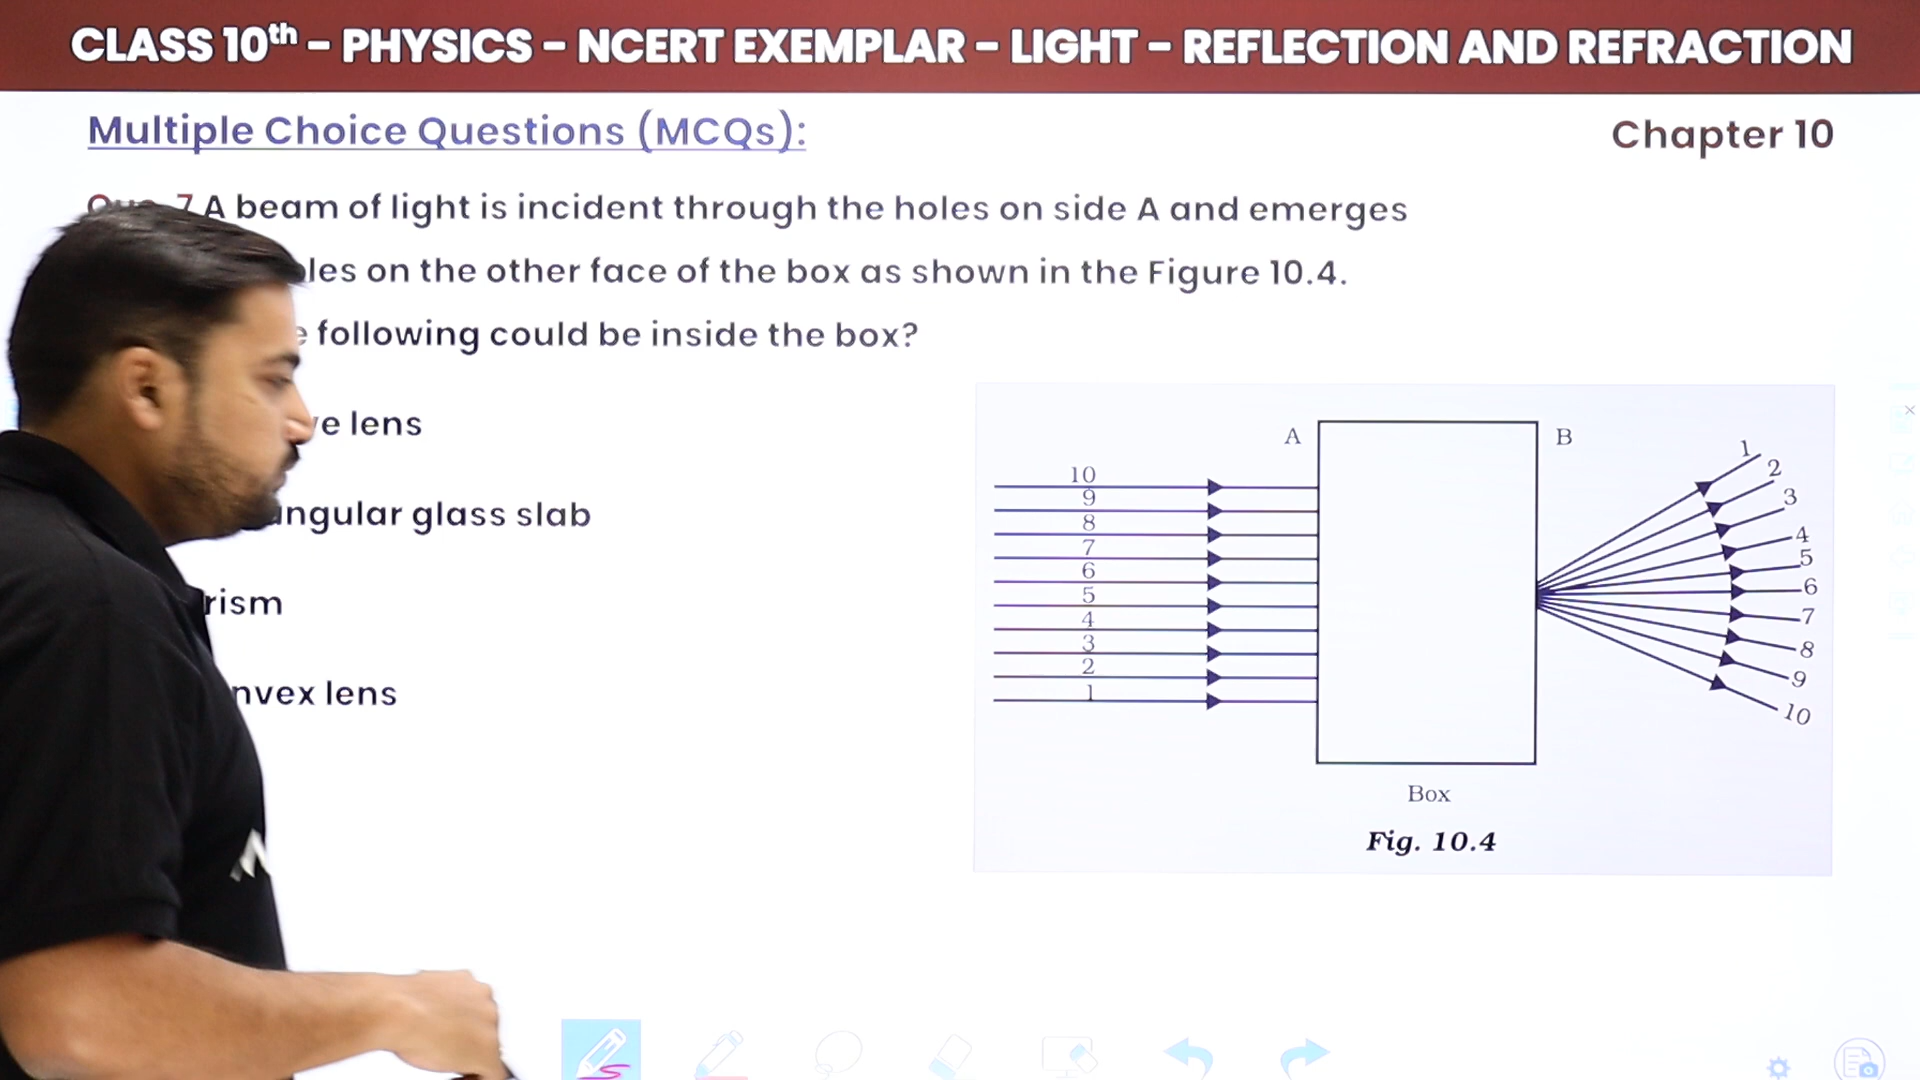 CLASS 10th – PHYSICS – NCERT EXEMPLAR – LIGHT – REFLECTION AND REFRACTION
Multiple Choice Questions (MCQs):
Chapter 10
7 A beam of light is incident through the holes on side A and emerges
les on the other face of the box as shown in the Figure 10.4.
following could be inside the box?
e lens
angular glass slab
rism
nvex lens
A
B
10
9
8
7
6
5
4
3
2
1
1
2
3
4
5
6
7
8
9
10
Box
Fig. 10.4